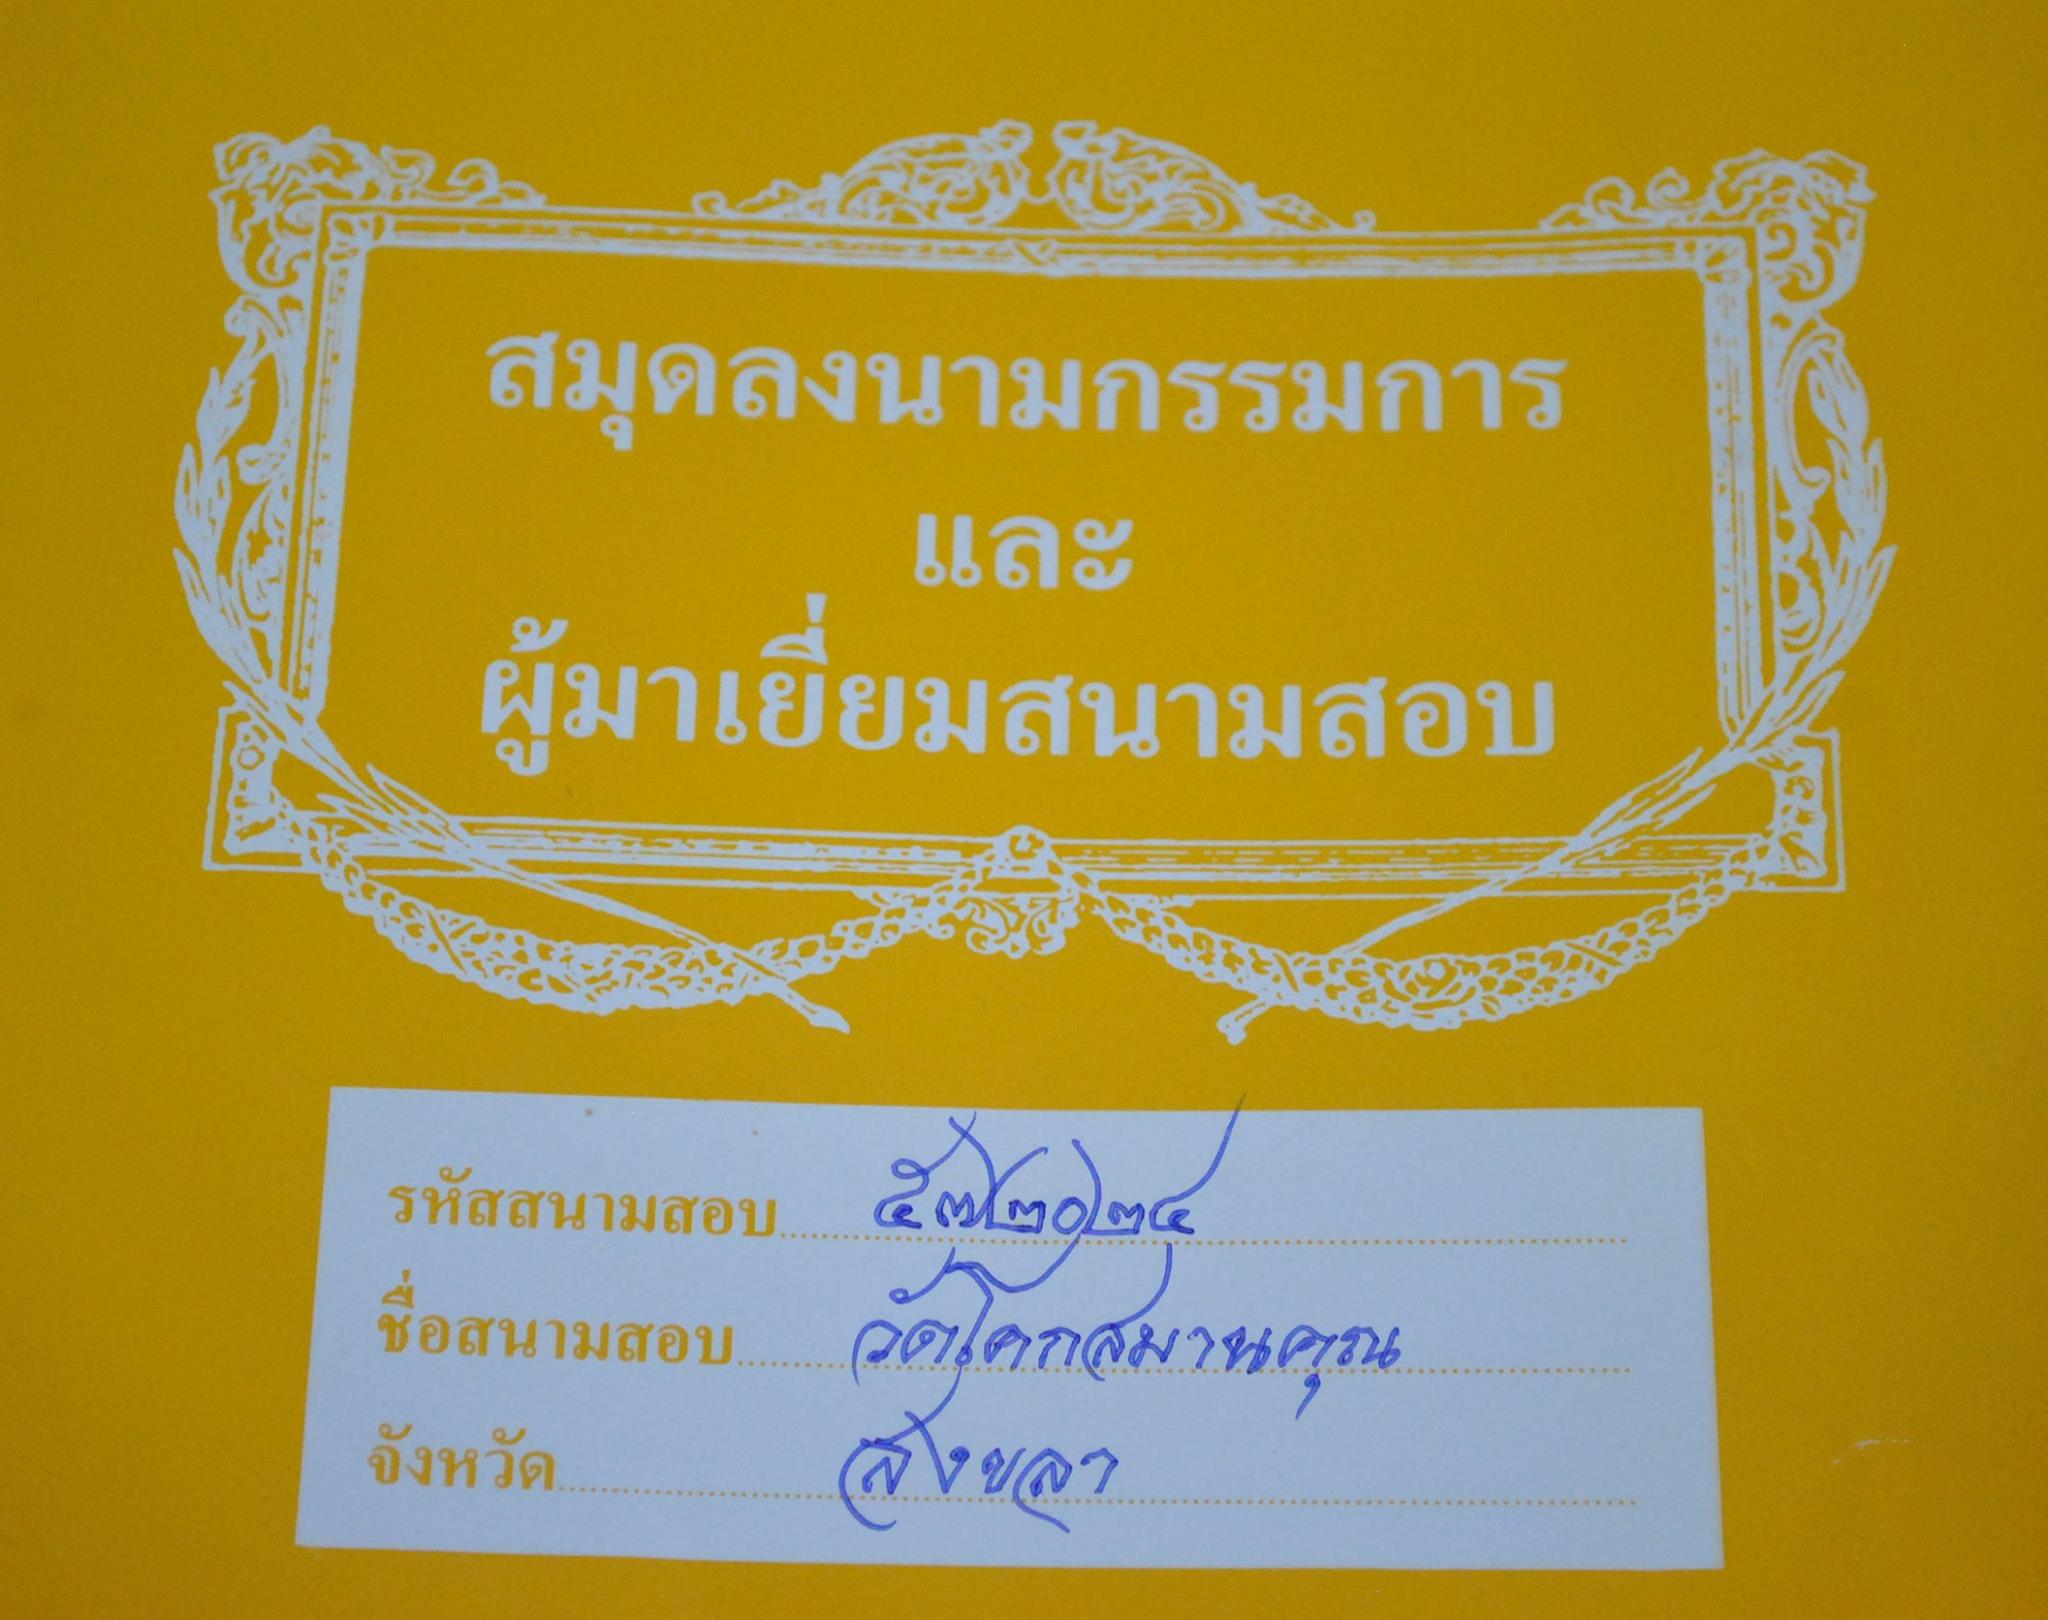 สมุดลงนามกรรมการ
และ
ผู้มาเยี่ยมสนามสอบ
รหัสสนามสอบ ๕๗๒๐๒๔
ชื่อสนามสอบ วัดโคกสมานคุณ
จังหวัด สงขลา